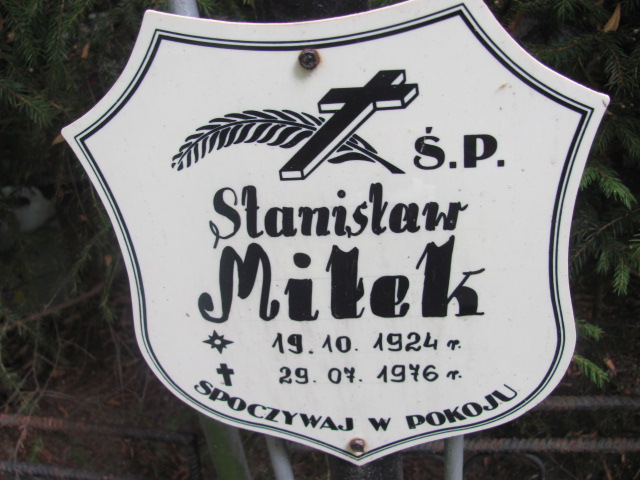 Ś.P.
Stanisław
Miłek
19.10.1924 r.
29.07.1976 r.
SPOCZYWAJ W POKOJU